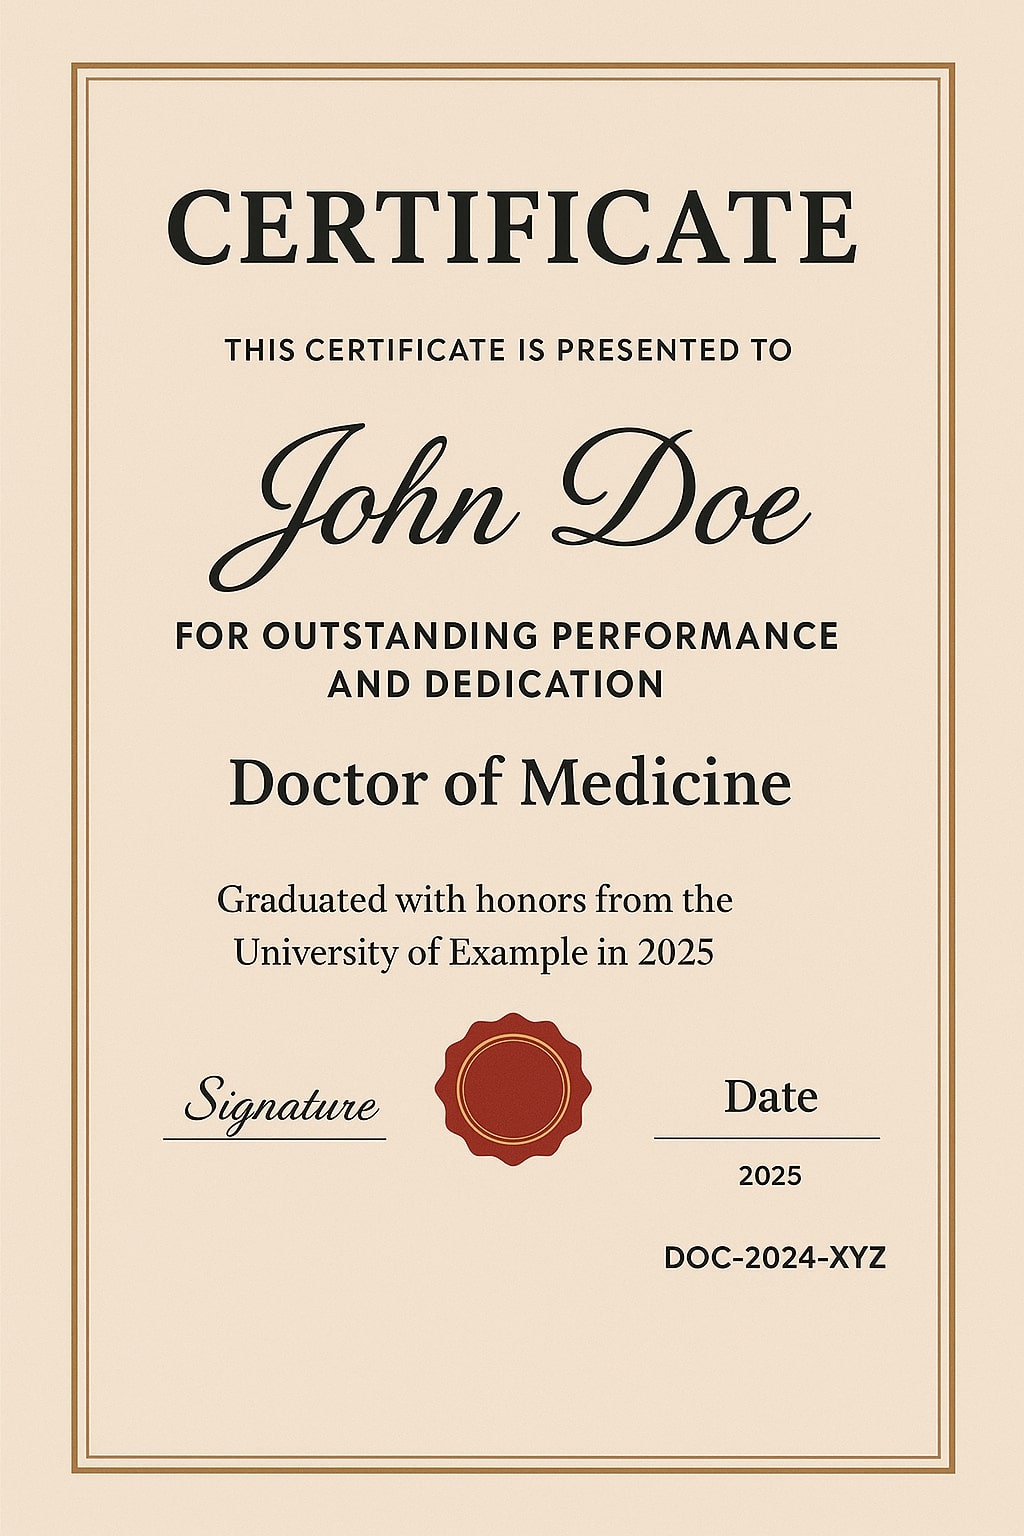 CERTIFICATE
THIS CERTIFICATE IS PRESENTED TO
John Doe
FOR OUTSTANDING PERFORMANCE
AND DEDICATION
Doctor of Medicine
Graduated with honors from the
University of Example in 2025
Signature
Date
2025
DOC-2024-XYZ